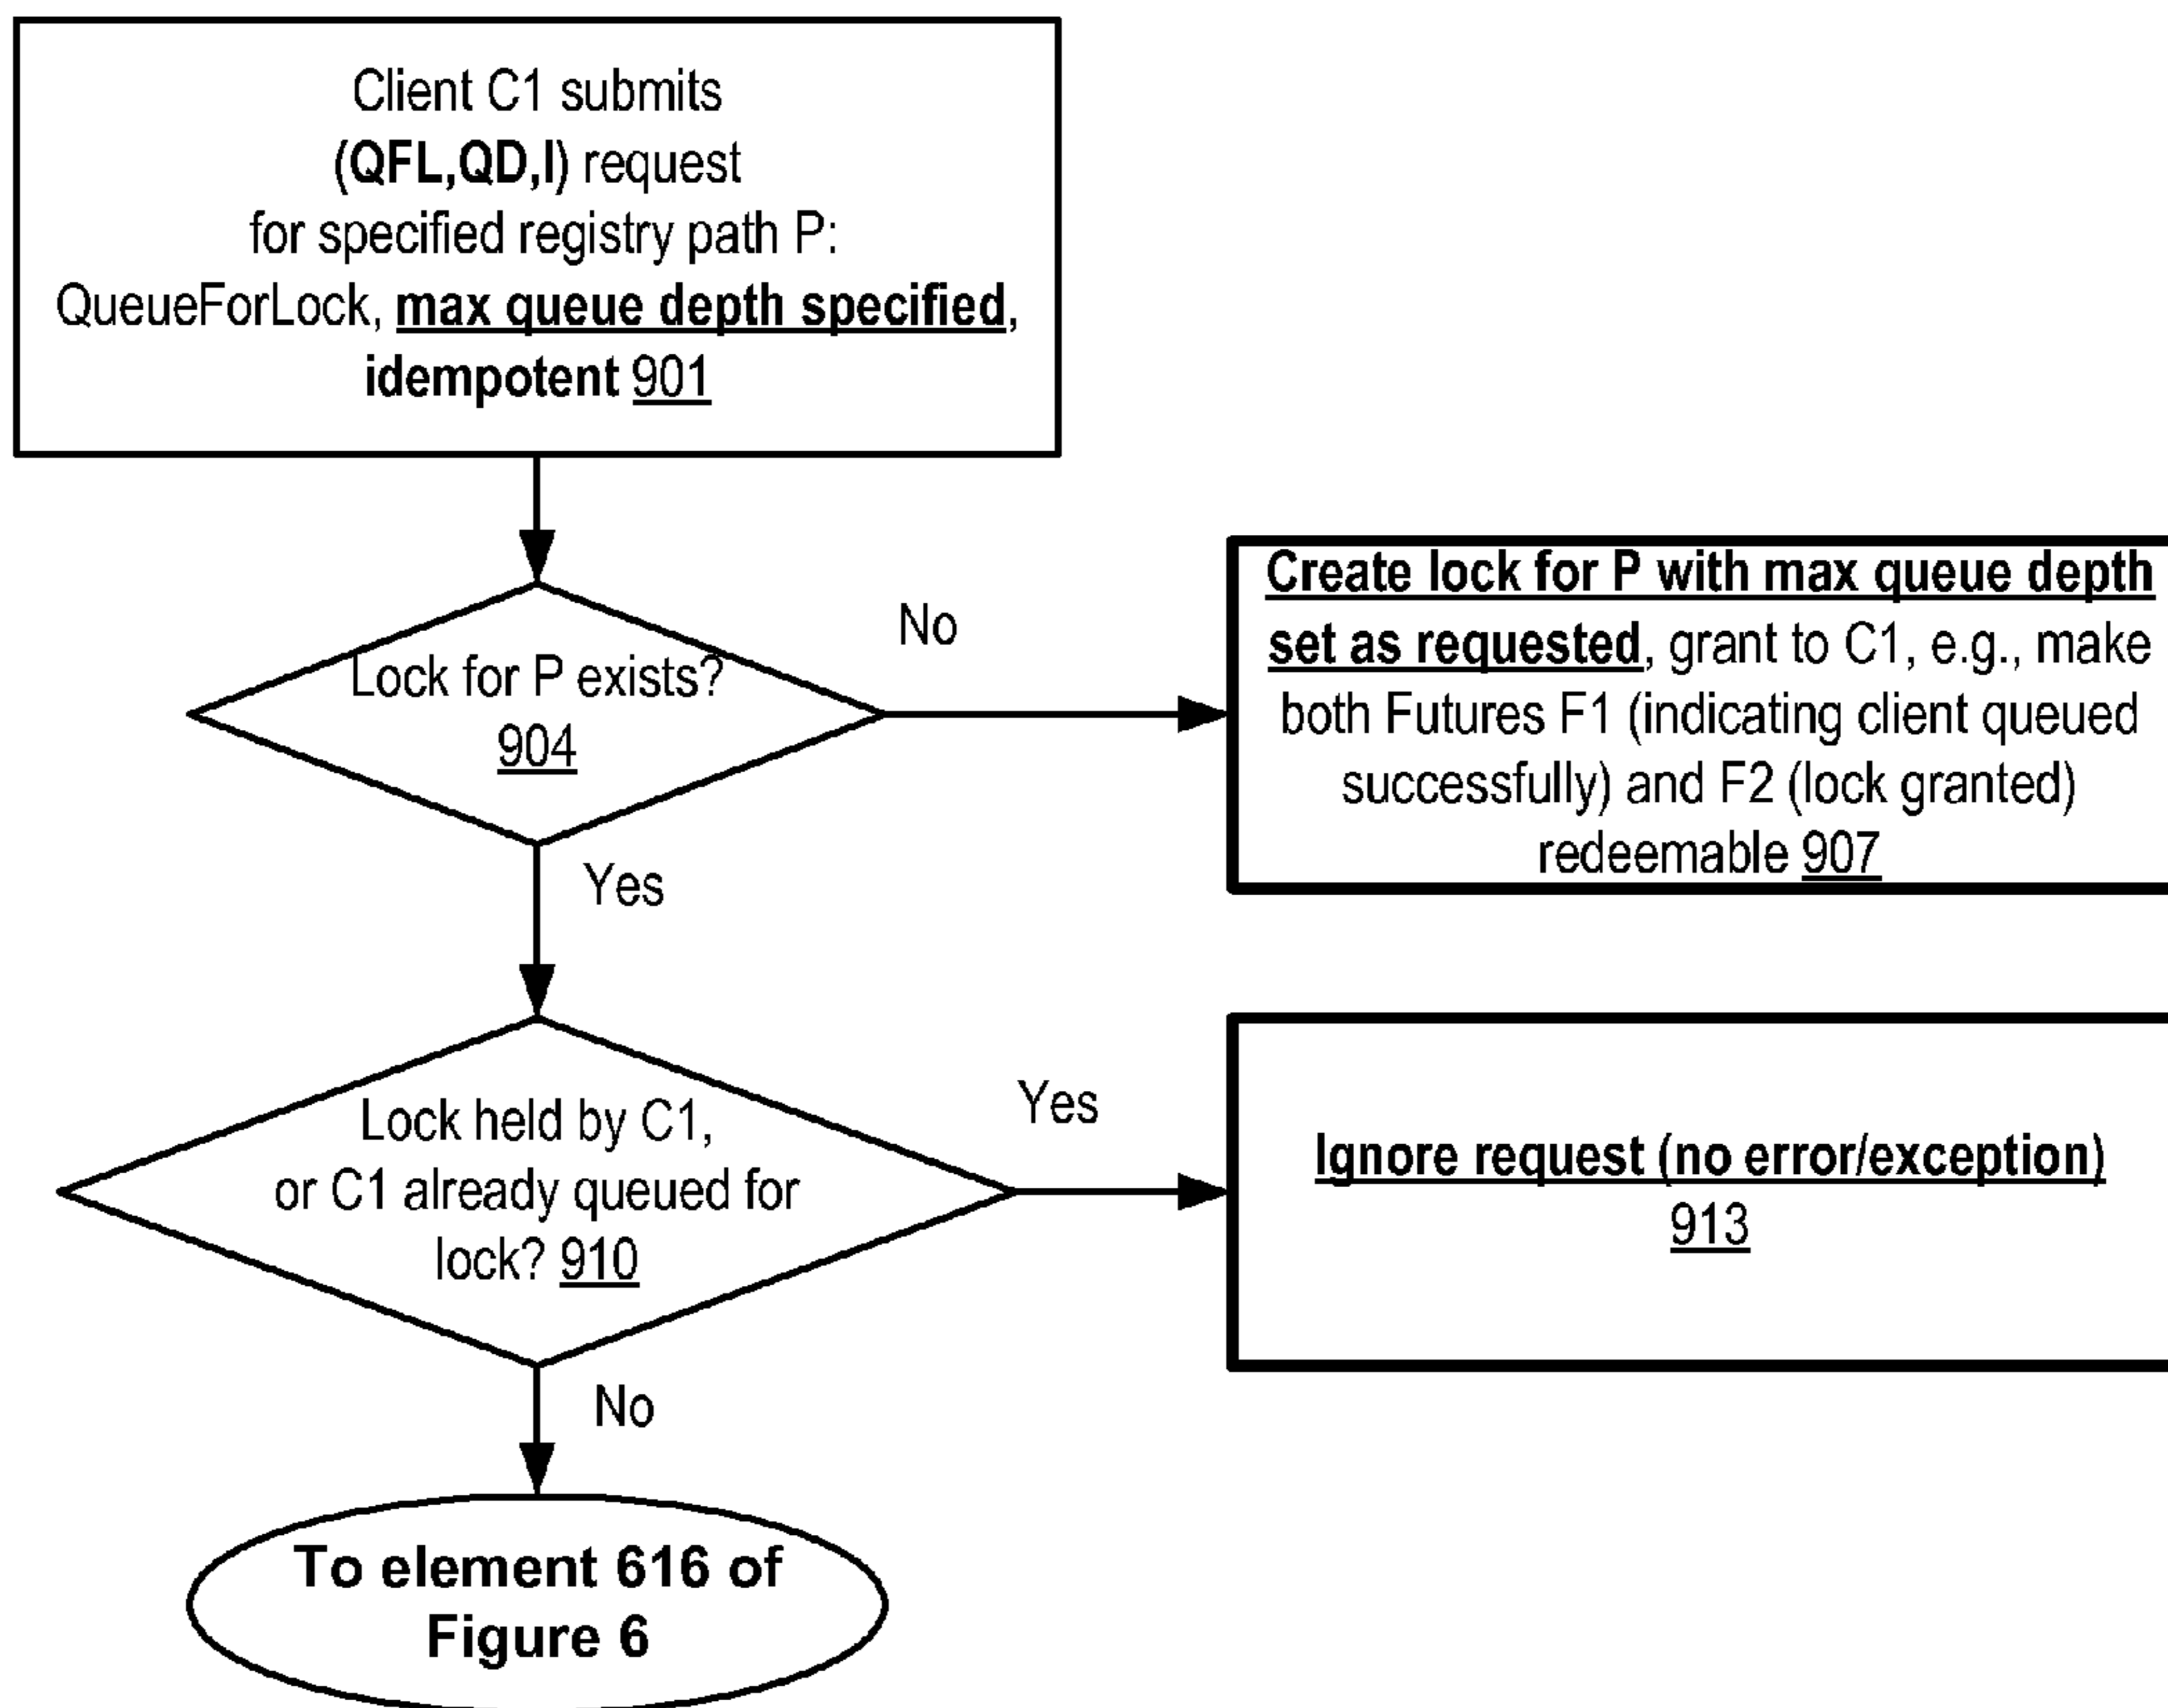 Client C1 submits
(QFL,QD,I) request
for specified registry path P:
QueueForLock, max queue depth specified,
idempotent 901
Lock for P exists?
904
No
Create lock for P with max queue depth
set as requested, grant to C1, e.g., make
both Futures F1 (indicating client queued
successfully) and F2 (lock granted)
redeemable 907
Yes
Lock held by C1,
or C1 already queued for
lock? 910
Yes
Ignore request (no error/exception)
913
No
To element 616 of
Figure 6